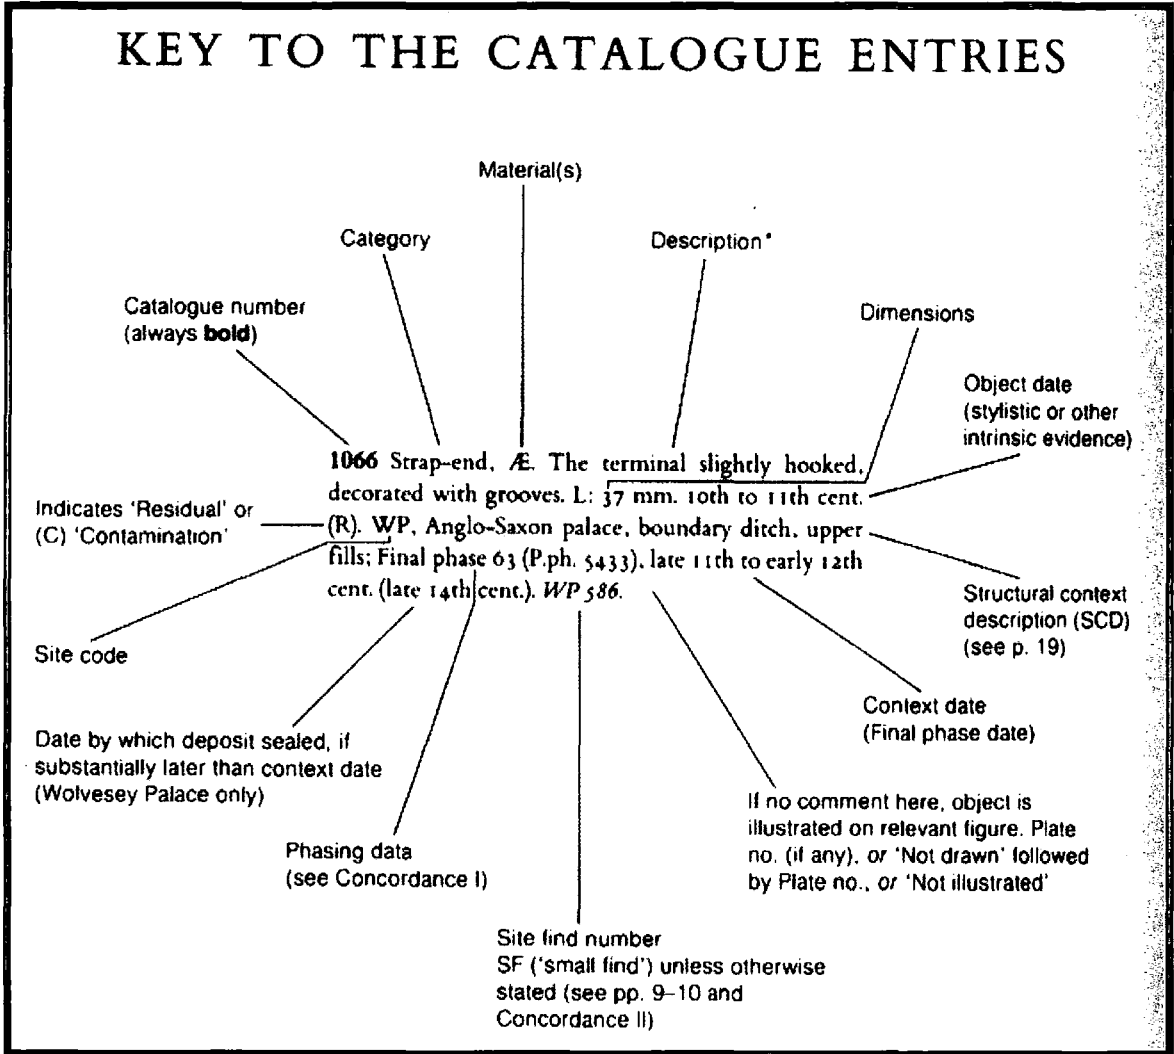 KEY TO THE CATALOGUE ENTRIES
Material(s)
Category
Description*
Catalogue number
(always bold)
Dimensions
Object date
(stylistic or other
intrinsic evidence)
1066 Strap-end, Æ. The terminal slightly hooked,
decorated with grooves. L: 37 mm. 10th to 11th cent.
(R). WP, Anglo-Saxon palace, boundary ditch, upper
fills; Final phase 63 (P.ph. 5433), late 11th to early 12th
cent. (late 14th cent.). WP 586.
Indicates 'Residual' or
(C) 'Contamination'
Structural context
description (SCD)
(see p. 19)
Site code
Context date
(Final phase date)
Date by which deposit sealed, if
substantially later than context date
(Wolvesey Palace only)
If no comment here, object is
illustrated on relevant figure. Plate
no. (if any), or 'Not drawn' followed
by Plate no., or 'Not illustrated'
Phasing data
(see Concordance I)
Site find number
SF ('small find') unless otherwise
stated (see pp. 9–10 and
Concordance II)